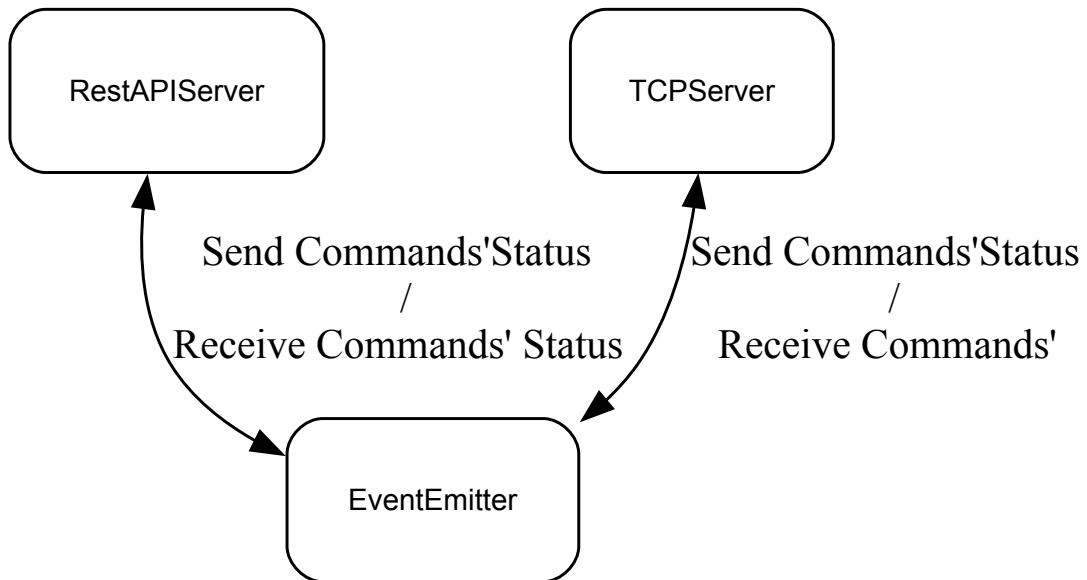 RestAPIServer
TCPServer
Send Commands'Status
/
Receive Commands' Status
Send Commands'Status
/
Receive Commands'
EventEmitter